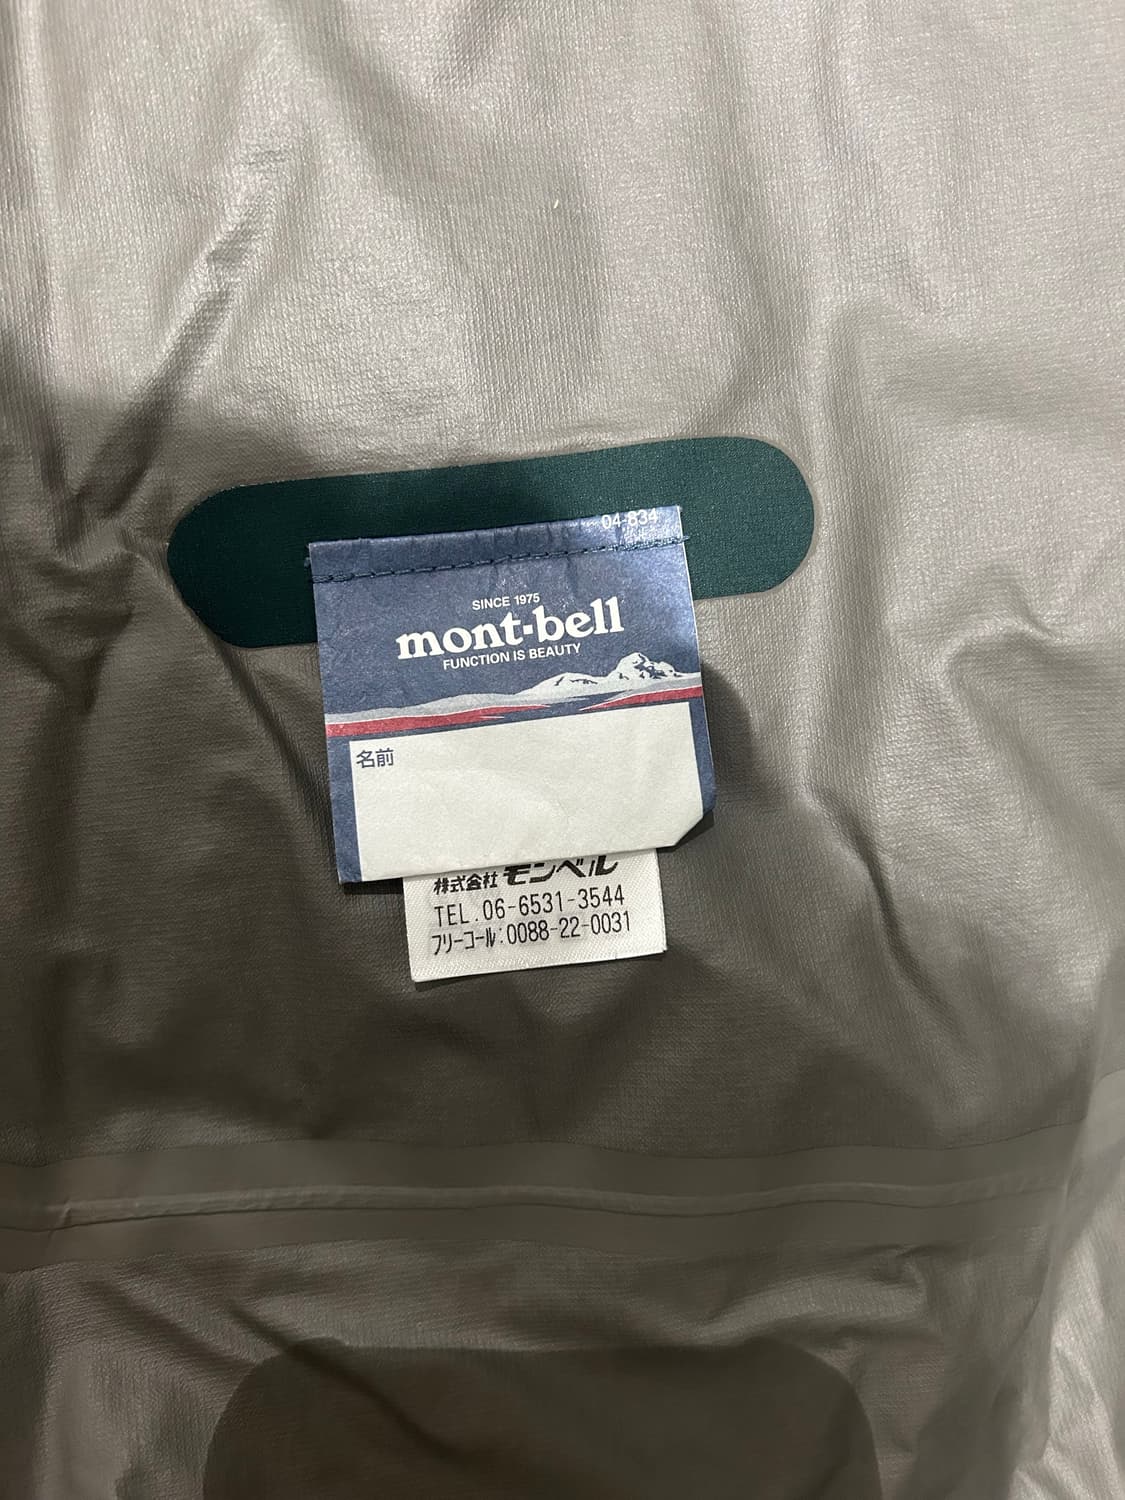 04-834
SINCE 1975
mont-bell
FUNCTION IS BEAUTY
名前
株式会社 モンベル
TEL.06-6531-3544
フリーコール:0088-22-0031